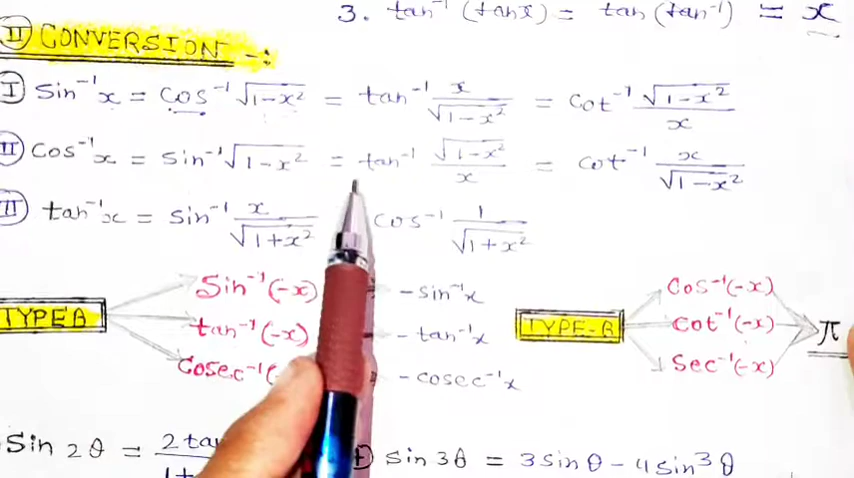 3. tan⁻¹(tanx) = tan(tan⁻¹) = x
II CONVERSION -:
I sin⁻¹x = cos⁻¹√1-x² = tan⁻¹ x/√1-x² = cot⁻¹ √1-x²/x
II cos⁻¹x = sin⁻¹√1-x² = tan⁻¹ √1-x²/x = cot⁻¹ x/√1-x²
III tan⁻¹x = sin⁻¹ x/√1+x² cos⁻¹ 1/√1+x²
sin⁻¹(-x) - sin⁻¹x
TYPE A tan⁻¹(-x) - tan⁻¹x
cosec⁻¹(- - cosec⁻¹x
cos⁻¹(-x)
TYPE-B cot⁻¹(-x) π
sec⁻¹(-x)
sin 2θ = 2ta
1+
sin 3θ = 3sinθ - 4sin³θ